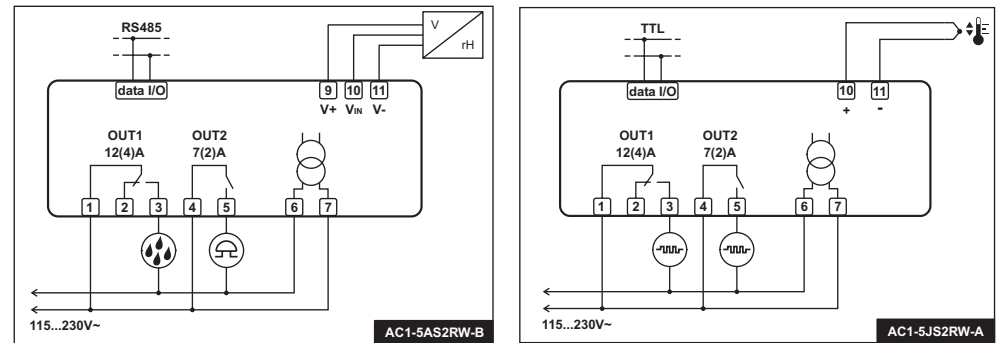 RS485
V
rH
data I/O
9 10 11
V+ VIN V-
OUT1 OUT2
12(4)A 7(2)A
1 2 3 4 5 6 7
115...230V~
AC1-5AS2RW-B
TTL
data I/O
10 11
+ -
OUT1 OUT2
12(4)A 7(2)A
1 2 3 4 5 6 7
115...230V~
AC1-5JS2RW-A